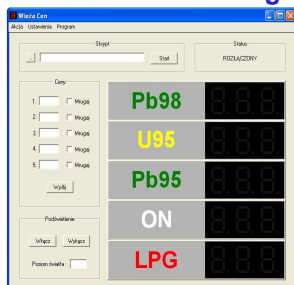 Wieża Cen
Akcja Ustawienia Program
Skrypt
...
Start
Status
ROZŁĄCZONY
Ceny
1. Mrugaj
2. Mrugaj
3. Mrugaj
4. Mrugaj
5. Mrugaj
Wyślij
Podświetlenie
Włącz Wyłącz
Poziom światła :
Pb98
U95
Pb95
ON
LPG